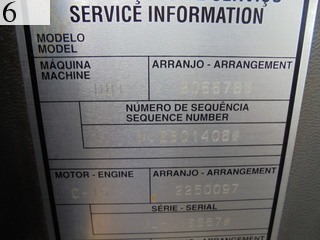 6
SERVICE INFORMATION
MODELO
MODEL
MÁQUINA ARRANJO - ARRANGEMENT
MACHINE
NÚMERO DE SEQUÊNCIA
SEQUENCE NUMBER
MOTOR - ENGINE ARRANJO - ARRANGEMENT
2250097
SÉRIE - SERIAL